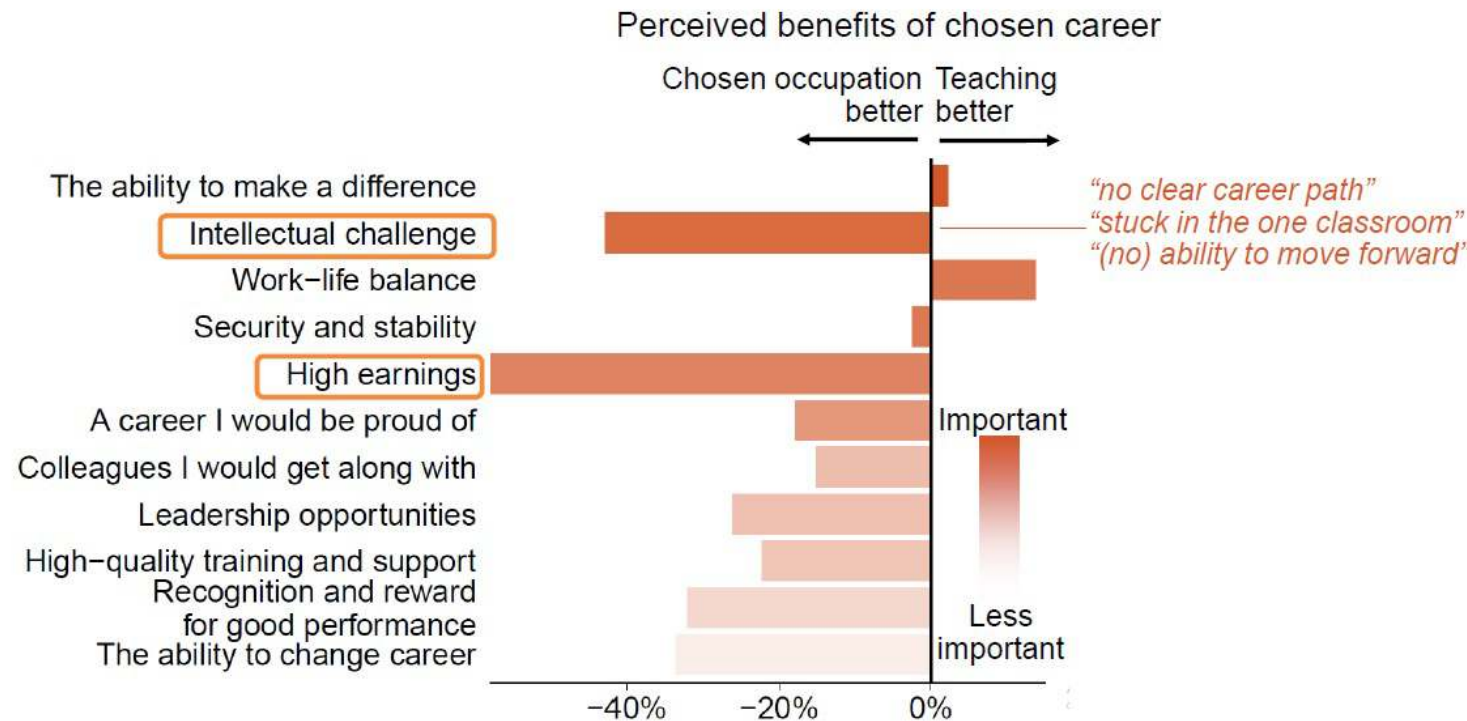 Perceived benefits of chosen career
Chosen occupation better
Teaching better
The ability to make a difference
Intellectual challenge
Work–life balance
Security and stability
High earnings
A career I would be proud of
Colleagues I would get along with
Leadership opportunities
High–quality training and support
Recognition and reward
for good performance
The ability to change career
“no clear career path”
“stuck in the one classroom”
“(no) ability to move forward’
Important
Less
important
−40%
−20%
0%